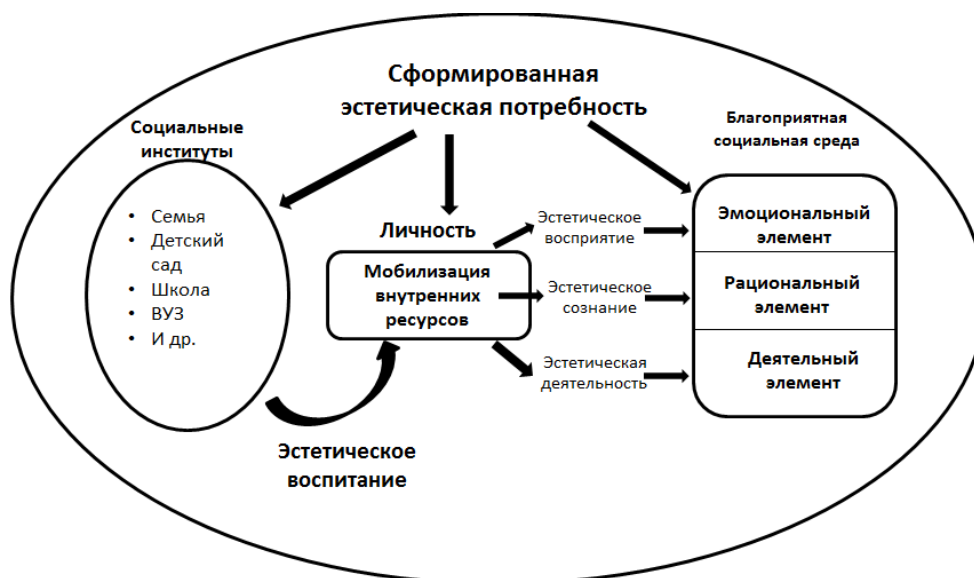 Сформированная
эстетическая потребность
Социальные
институты
• Семья
• Детский
сад
• Школа
• ВУЗ
• И др.
Эстетическое
воспитание
Личность
Мобилизация
внутренних
ресурсов
Эстетическое
восприятие
Эстетическое
сознание
Эстетическая
деятельность
Благоприятная
социальная среда
Эмоциональный
элемент
Рациональный
элемент
Деятельный
элемент